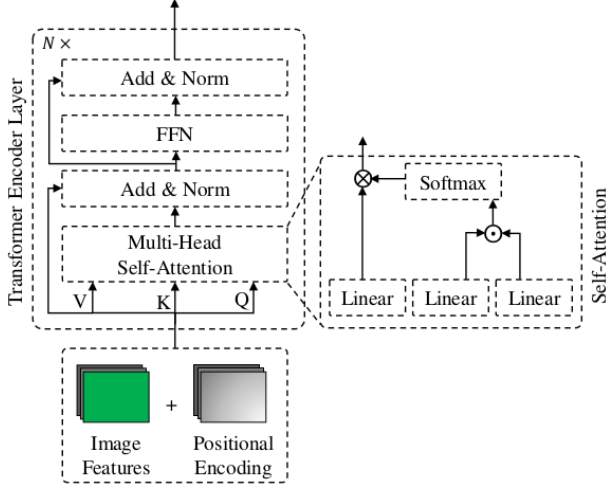 N ×
Add & Norm
FFN
Add & Norm
Multi-Head
Self-Attention
V K Q
Transformer Encoder Layer
Image
Features
+
Positional
Encoding
Softmax
Linear Linear Linear
Self-Attention